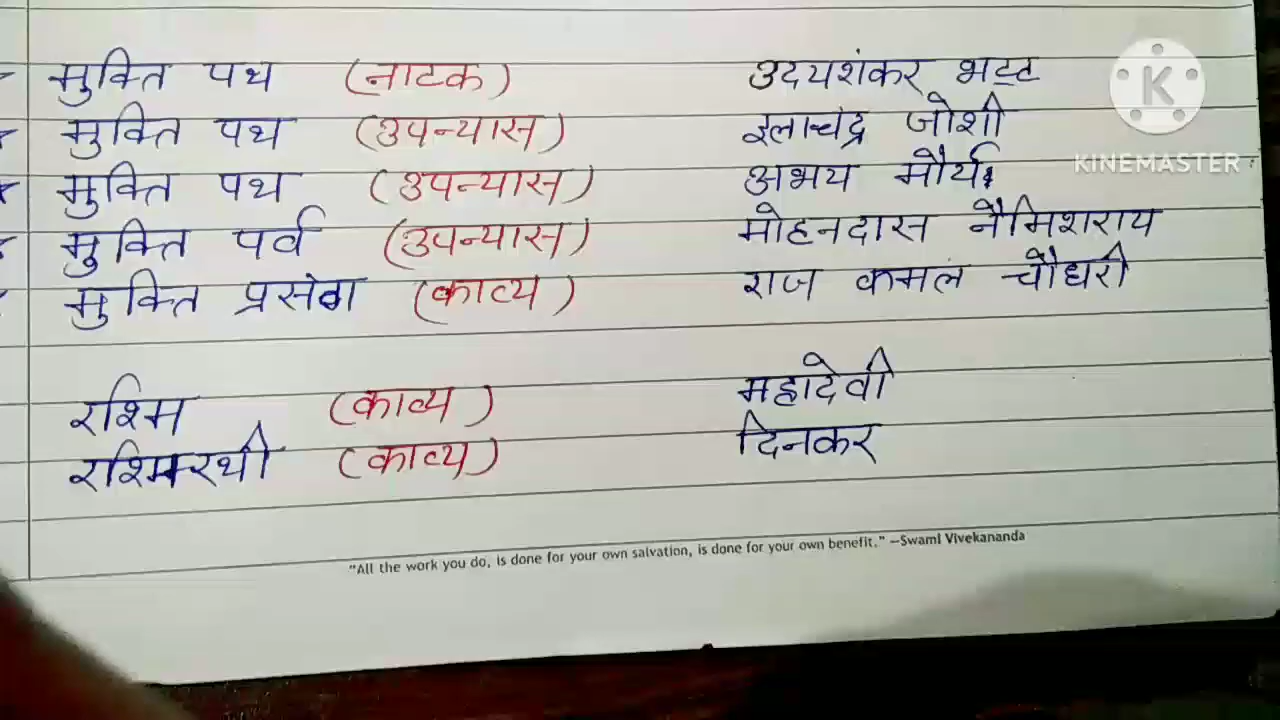 मुक्ति पथ (नाटक) उदयशंकर भट्ट
मुक्ति पथ (उपन्यास) इलाचंद्र जोशी
मुक्ति पथ (उपन्यास) अभय मौर्य
मुक्ति पर्व (उपन्यास) मोहनदास नैमिशराय
मुक्ति प्रसंग (काव्य) राज कमल चौधरी
रश्मि (काव्य) महादेवी
रश्मिरथी (काव्य) दिनकर
"All the work you do, is done for your own salvation, is done for your own benefit." —Swami Vivekananda
K
KINEMASTER